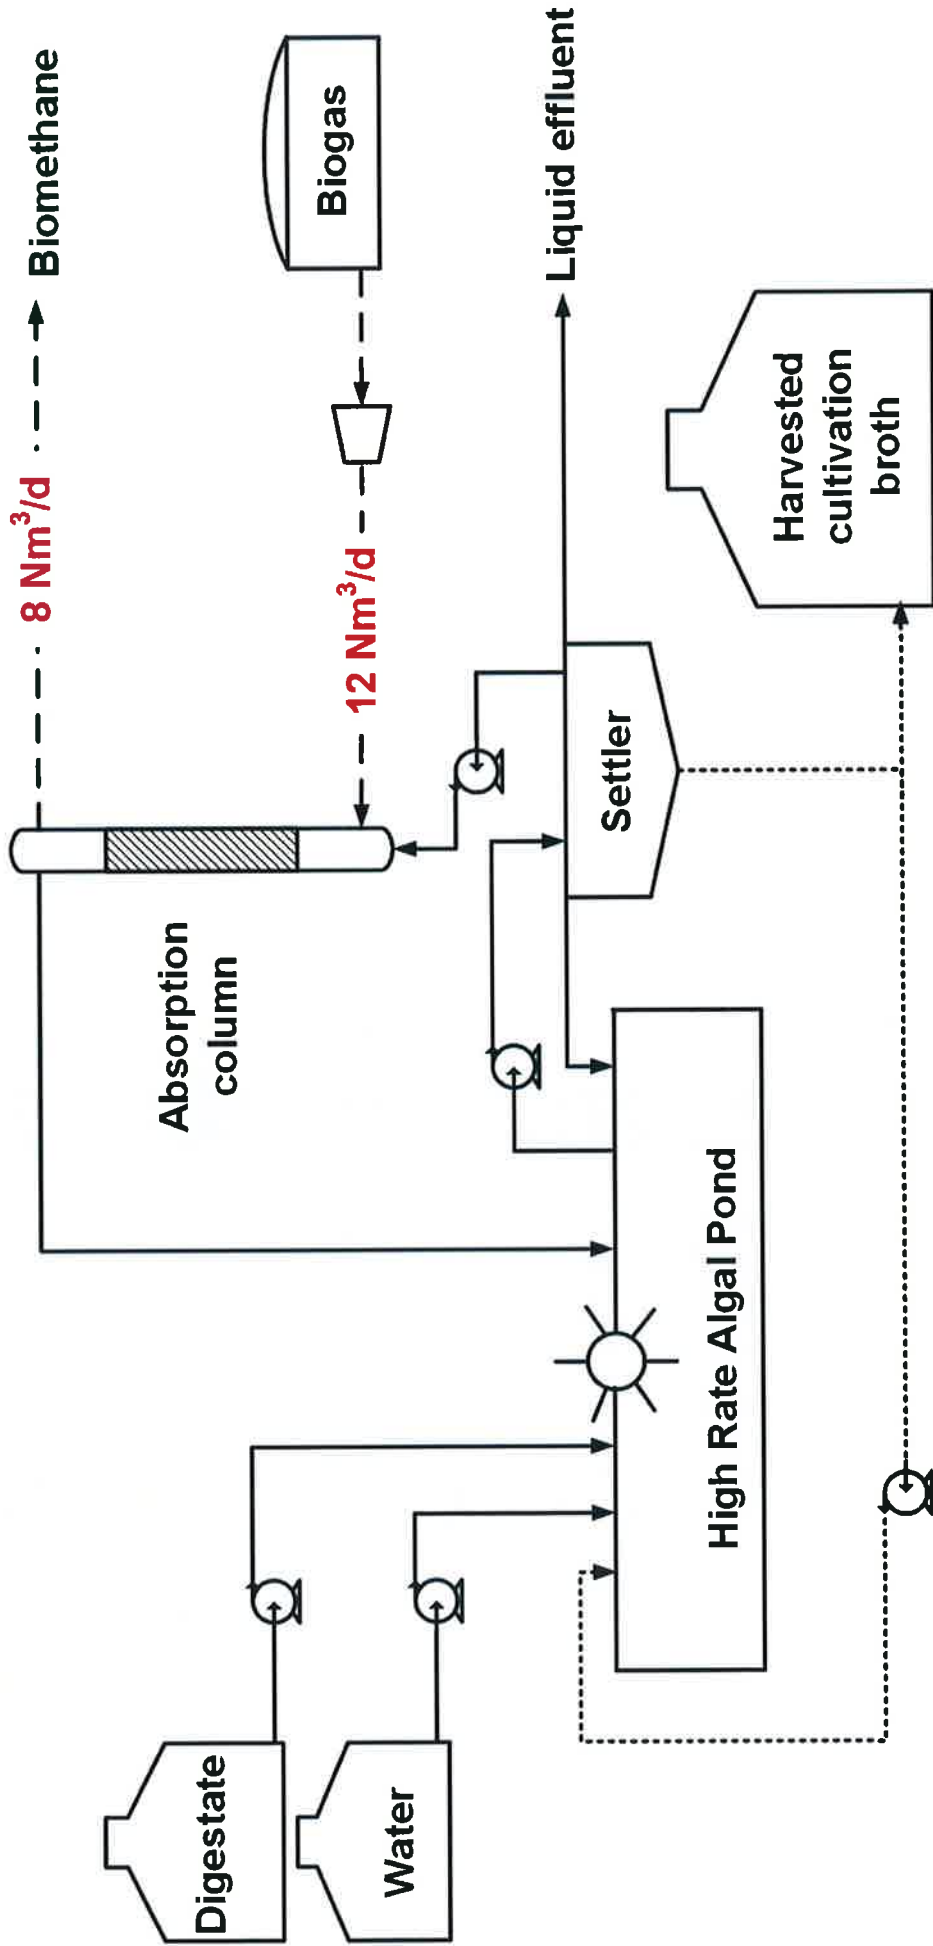 8 Nm³/d
Biomethane
Biogas
12 Nm³/d
Absorption
column
Digestate
Water
Liquid effluent
Settler
High Rate Algal Pond
Harvested
cultivation
broth